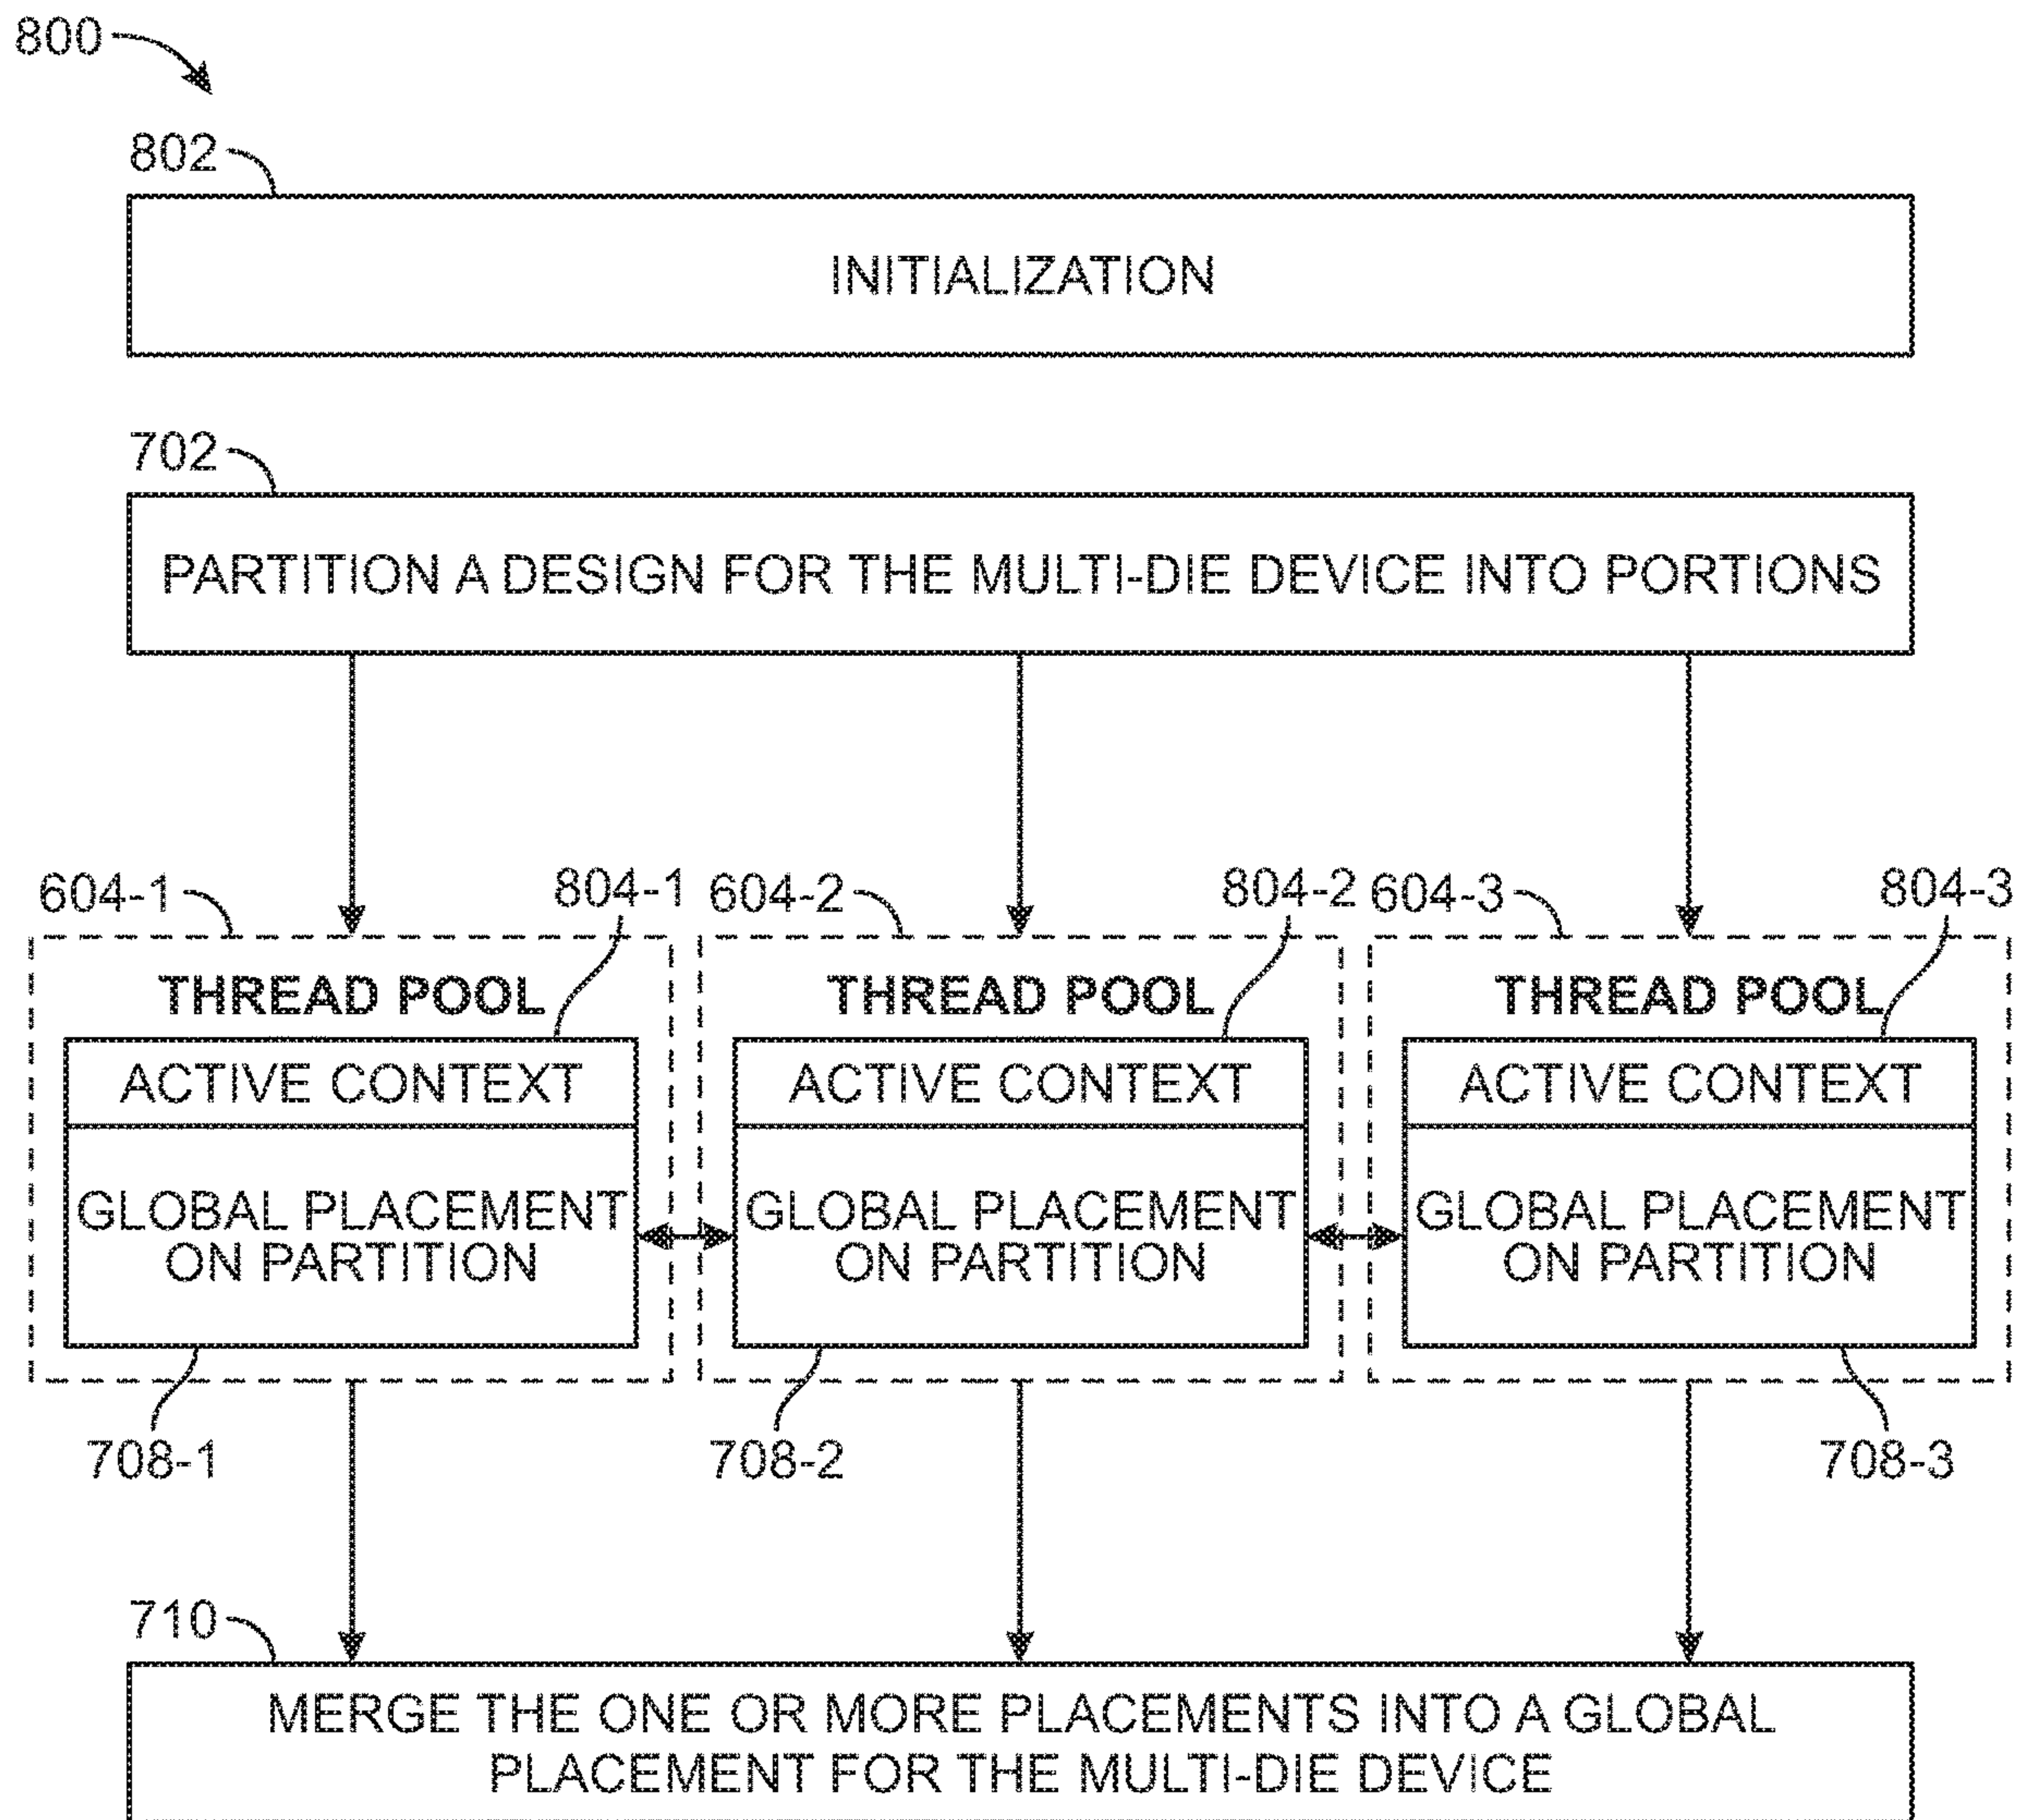 800
802
INITIALIZATION
702
PARTITION A DESIGN FOR THE MULTI-DIE DEVICE INTO PORTIONS
604-1 804-1 604-2 804-2 604-3 804-3
THREAD POOL THREAD POOL THREAD POOL
ACTIVE CONTEXT ACTIVE CONTEXT ACTIVE CONTEXT
GLOBAL PLACEMENT GLOBAL PLACEMENT GLOBAL PLACEMENT
ON PARTITION ON PARTITION ON PARTITION
708-1 708-2 708-3
710
MERGE THE ONE OR MORE PLACEMENTS INTO A GLOBAL
PLACEMENT FOR THE MULTI-DIE DEVICE